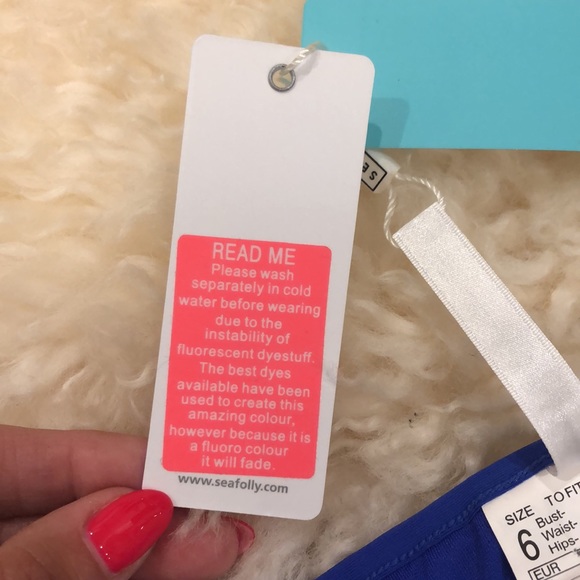 READ ME
Please wash
separately in cold
water before wearing
due to the
instability of
fluorescent dyestuff.
The best dyes
available have been
used to create this
amazing colour,
however because it is
a fluoro colour
it will fade.
www.seafolly.com
SE
SIZE TO FIT
6 Bust-
Waist-
Hips-
EUR